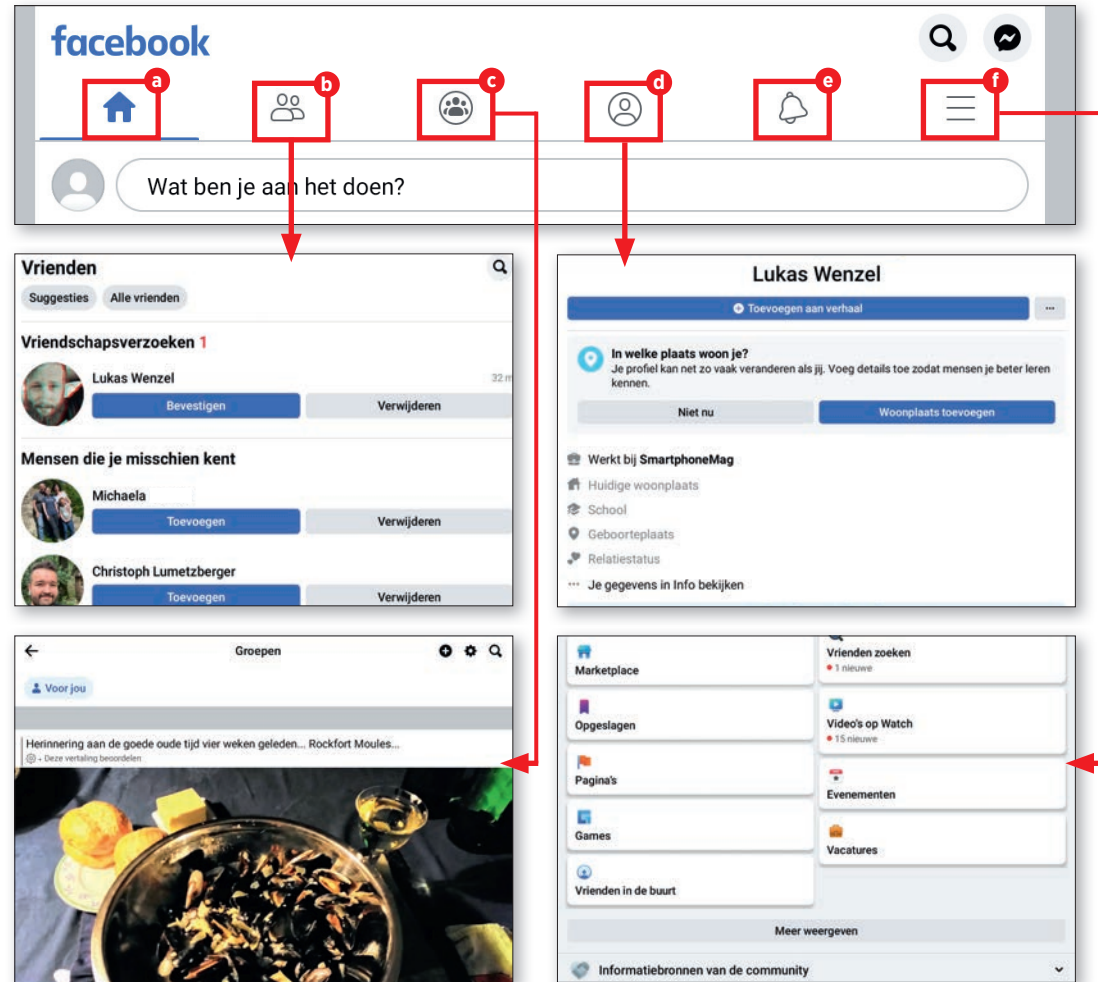 facebook
a
b
c
d
e
f
Wat ben je aan het doen?
Vrienden
Suggesties
Alle vrienden
Vriendschapsverzoeken 1
Lukas Wenzel
32 m
Bevestigen
Verwijderen
Mensen die je misschien kent
Michaela
Toevoegen
Verwijderen
Christoph Lumetzberger
Toevoegen
Verwijderen
Lukas Wenzel
Toevoegen aan verhaal
In welke plaats woon je?
Je profiel kan net zo vaak veranderen als jij. Voeg details toe zodat mensen je beter leren
kennen.
Niet nu
Woonplaats toevoegen
Werkt bij SmartphoneMag
Huidige woonplaats
School
Geboorteplaats
Relatiestatus
Je gegevens in Info bekijken
Groepen
Voor jou
Herinnering aan de goede oude tijd vier weken geleden... Rockfort Moules...
Deze vertaling beoordelen
Marketplace
Opgeslagen
Pagina's
Games
Vrienden in de buurt
Vrienden zoeken
1 nieuwe
Video's op Watch
15 nieuwe
Evenementen
Vacatures
Meer weergeven
Informatiebronnen van de community